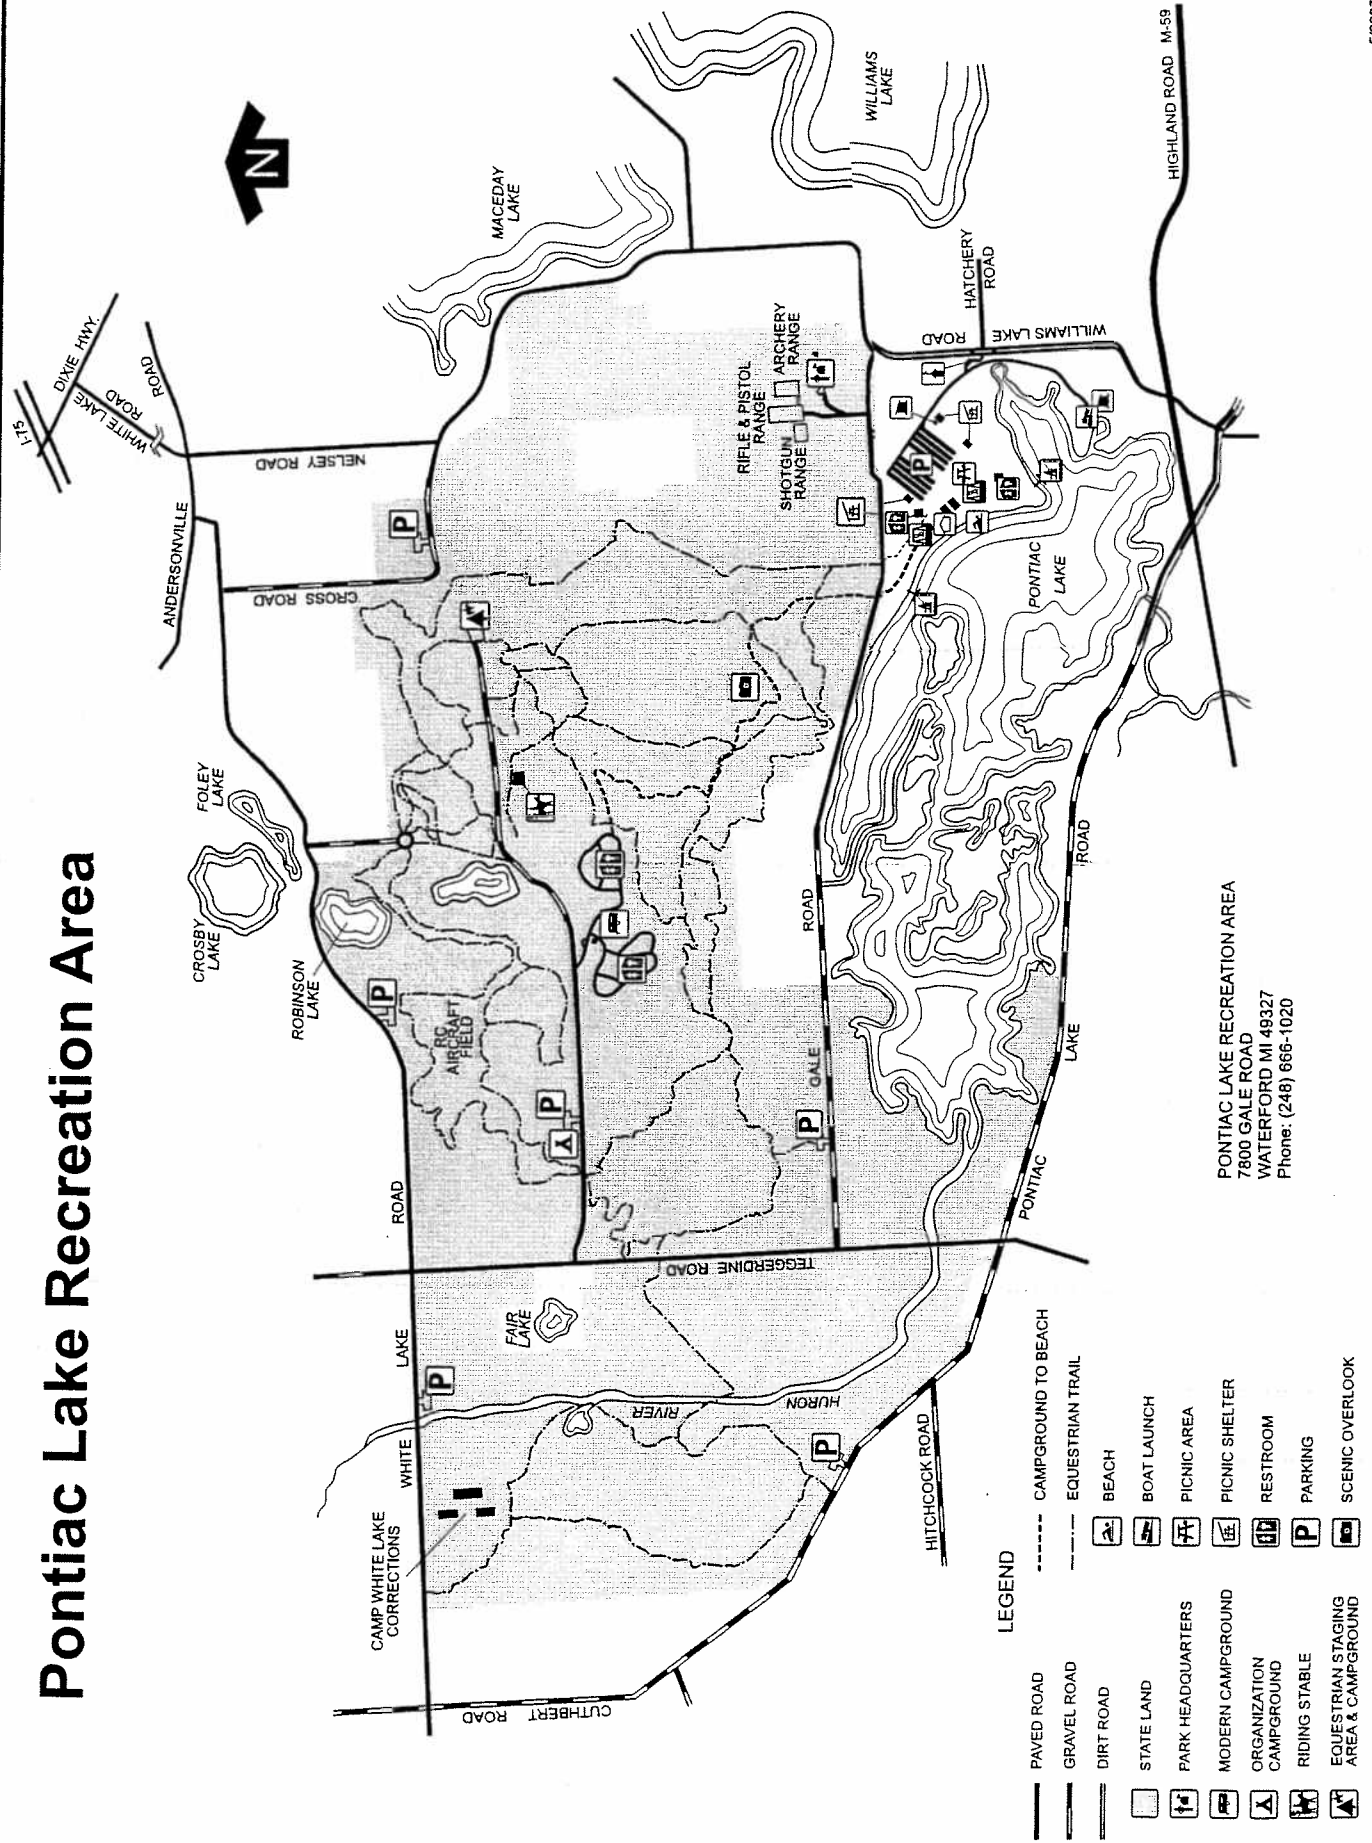 Pontiac Lake Recreation Area
N
I-75
DIXIE HWY.
WHITE LAKE
ROAD
ROAD
ANDERSONVILLE
NELSEY ROAD
CROSS ROAD
MACEDAY
LAKE
WILLIAMS
LAKE
FOLEY
LAKE
CROSBY
LAKE
ROBINSON
LAKE
P
P
P
P
P
P
P
RC
AIRCRAFT
FIELD
RIFLE & PISTOL
RANGE
ARCHERY
RANGE
SHOTGUN
RANGE
HATCHERY
ROAD
WILLIAMS LAKE
ROAD
HIGHLAND ROAD M-59
PONTIAC
LAKE
GALE
ROAD
PONTIAC
LAKE
ROAD
TEGGERDINE ROAD
FAIR
LAKE
WHITE
LAKE
ROAD
HURON
RIVER
CAMP WHITE LAKE
CORRECTIONS
CUTHBERT ROAD
HITCHCOCK ROAD
PONTIAC LAKE RECREATION AREA
7800 GALE ROAD
WATERFORD MI 49327
Phone: (248) 666-1020
LEGEND
PAVED ROAD
GRAVEL ROAD
DIRT ROAD
STATE LAND
PARK HEADQUARTERS
MODERN CAMPGROUND
ORGANIZATION
CAMPGROUND
RIDING STABLE
EQUESTRIAN STAGING
AREA & CAMPGROUND
CAMPGROUND TO BEACH
EQUESTRIAN TRAIL
BEACH
BOAT LAUNCH
PICNIC AREA
PICNIC SHELTER
RESTROOM
P
PARKING
SCENIC OVERLOOK